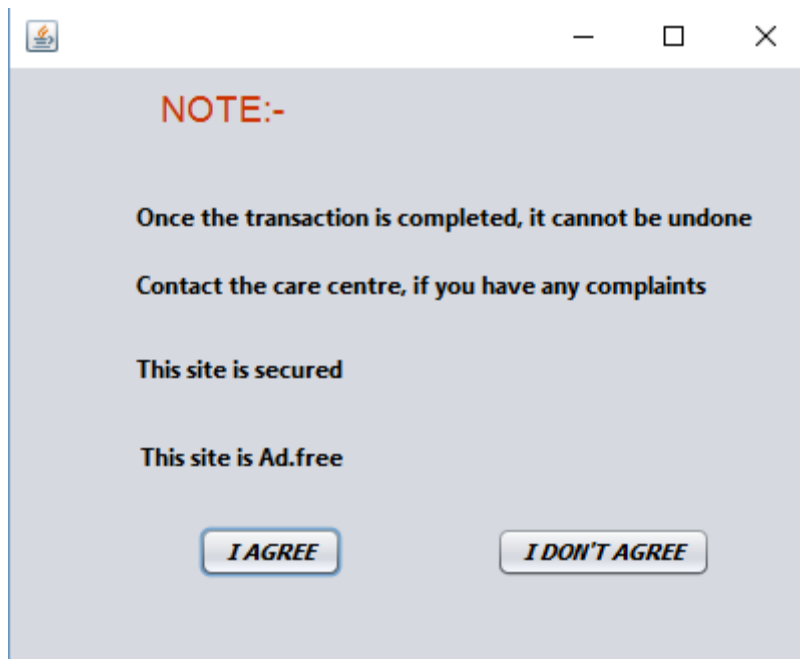 NOTE:-
Once the transaction is completed, it cannot be undone
Contact the care centre, if you have any complaints
This site is secured
This site is Ad.free
I AGREE
I DON'T AGREE